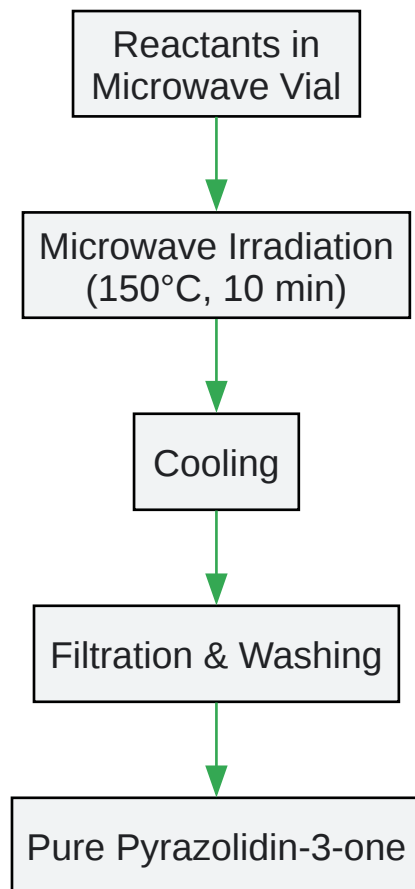 Reactants in
Microwave Vial
Microwave Irradiation
(150°C, 10 min)
Cooling
Filtration & Washing
Pure Pyrazolidin-3-one